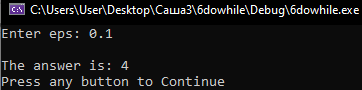 C:\Users\User\Desktop\Саша3\6dowhile\Debug\6dowhile.exe
Enter eps: 0.1
The answer is: 4
Press any button to Continue